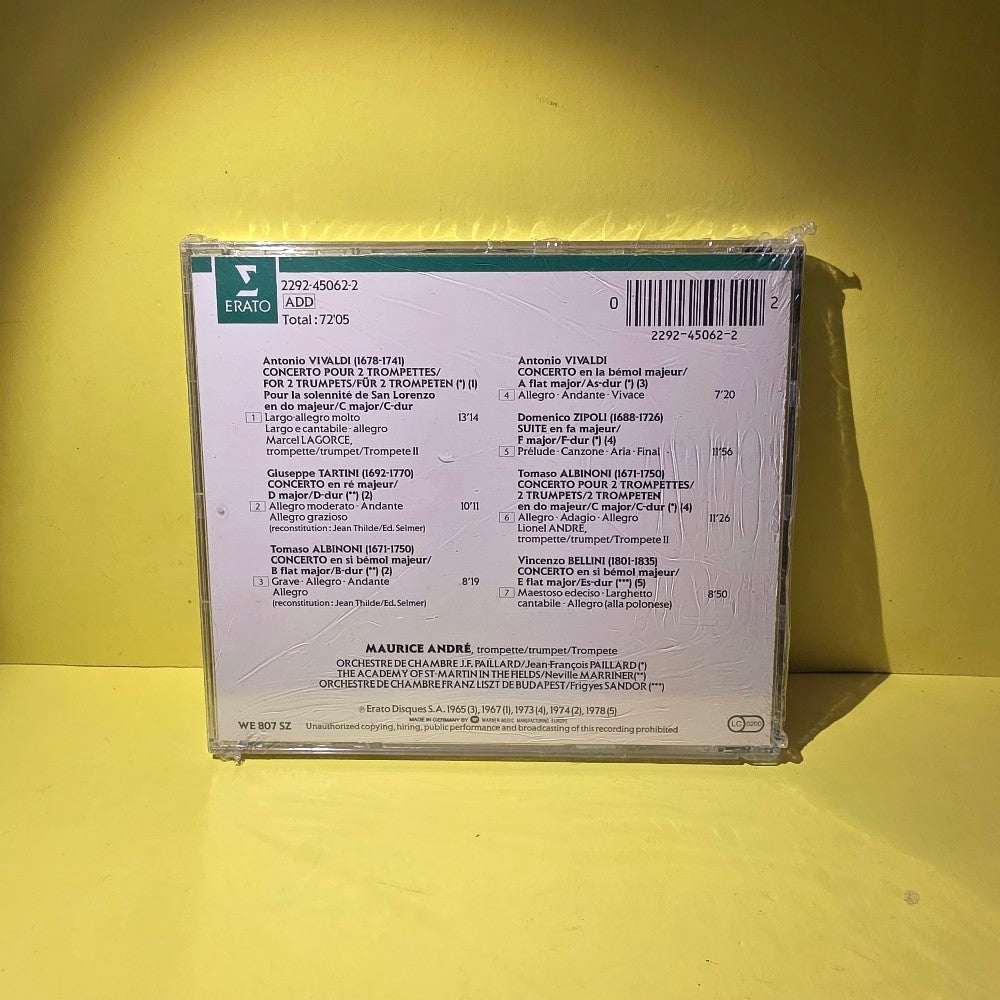 ERATO
2292-45062-2
ADD
Total : 72'05
0
2
2292-45062-2
Antonio VIVALDI (1678-1741)
CONCERTO POUR 2 TROMPETTES/
FOR 2 TRUMPETS/FÜR 2 TROMPETEN (*) (1)
Pour la solennité de San Lorenzo
en do majeur/C major/C-dur
1 Largo-allegro molto 13'14
Largo e cantabile - allegro
Marcel LAGORCE,
trompette/trumpet/Trompete II
Giuseppe TARTINI (1692-1770)
CONCERTO en ré majeur/
D major/D-dur (**) (2)
2 Allegro moderato - Andante 10'11
Allegro grazioso
(reconstitution : Jean Thilde/Ed. Selmer)
Tomaso ALBINONI (1671-1750)
CONCERTO en si bémol majeur/
B flat major/B-dur (**) (2)
3 Grave - Allegro - Andante 8'19
Allegro
(reconstitution : Jean Thilde/Ed. Selmer)
Antonio VIVALDI
CONCERTO en la bémol majeur/
A flat major/As-dur (*) (3)
4 Allegro - Andante - Vivace 7'20
Domenico ZIPOLI (1688-1726)
SUITE en fa majeur/
F major/F-dur (*) (4)
5 Prélude - Canzone - Aria - Final 11'56
Tomaso ALBINONI (1671-1750)
CONCERTO POUR 2 TROMPETTES/
2 TRUMPETS/2 TROMPETEN
en do majeur/C major/C-dur (*) (4)
6 Allegro - Adagio - Allegro 11'26
Lionel ANDRÉ,
trompette/trumpet/Trompete II
Vincenzo BELLINI (1801-1835)
CONCERTO en si bémol majeur/
E flat major/Es-dur (***) (5)
7 Maestoso edeciso - Larghetto 8'50
cantabile - Allegro (alla polonese)
MAURICE ANDRÉ, trompette/trumpet/Trompete
ORCHESTRE DE CHAMBRE J.F. PAILLARD/Jean-François PAILLARD (*)
THE ACADEMY OF ST-MARTIN IN THE FIELDS/Neville MARRINER(**)
ORCHESTRE DE CHAMBRE FRANZ LISZT DE BUDAPEST/Frigyes SANDOR (***)
℗ Erato Disques S.A. 1965 (3), 1967 (1), 1973 (4), 1974 (2), 1978 (5)
MADE IN GERMANY BY WARNER MUSIC MANUFACTURING EUROPE
WE 807 SZ
Unauthorized copying, hiring, public performance and broadcasting of this recording prohibited
LC 0200